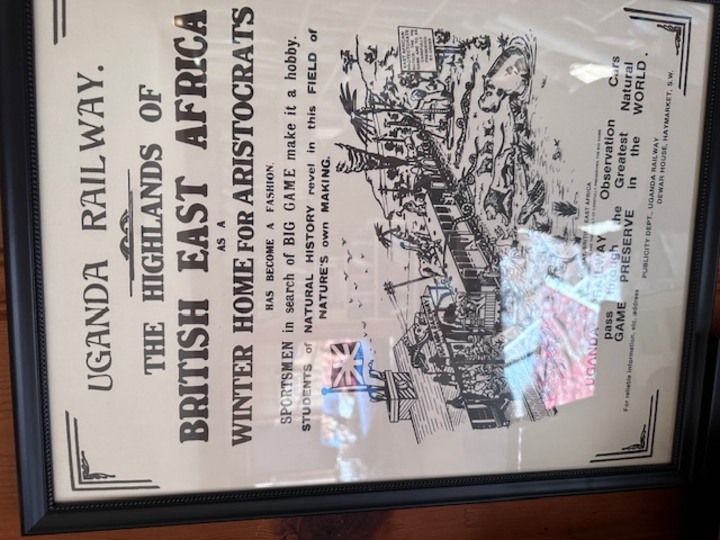 UGANDA RAILWAY.
THE HIGHLANDS OF
BRITISH EAST AFRICA
AS A
WINTER HOME FOR ARISTOCRATS
HAS BECOME A FASHION.
SPORTSMEN in search of BIG GAME make it a hobby.
STUDENTS of NATURAL HISTORY revel in this FIELD of
NATURE'S own MAKING.
UGANDA Observation Cars
pass through the Greatest Natural
GAME PRESERVE in the WORLD.
For reliable Information, etc. address PUBLICITY DEPT., UGANDA RAILWAY
DEWAR HOUSE, HAYMARKET, S.W.